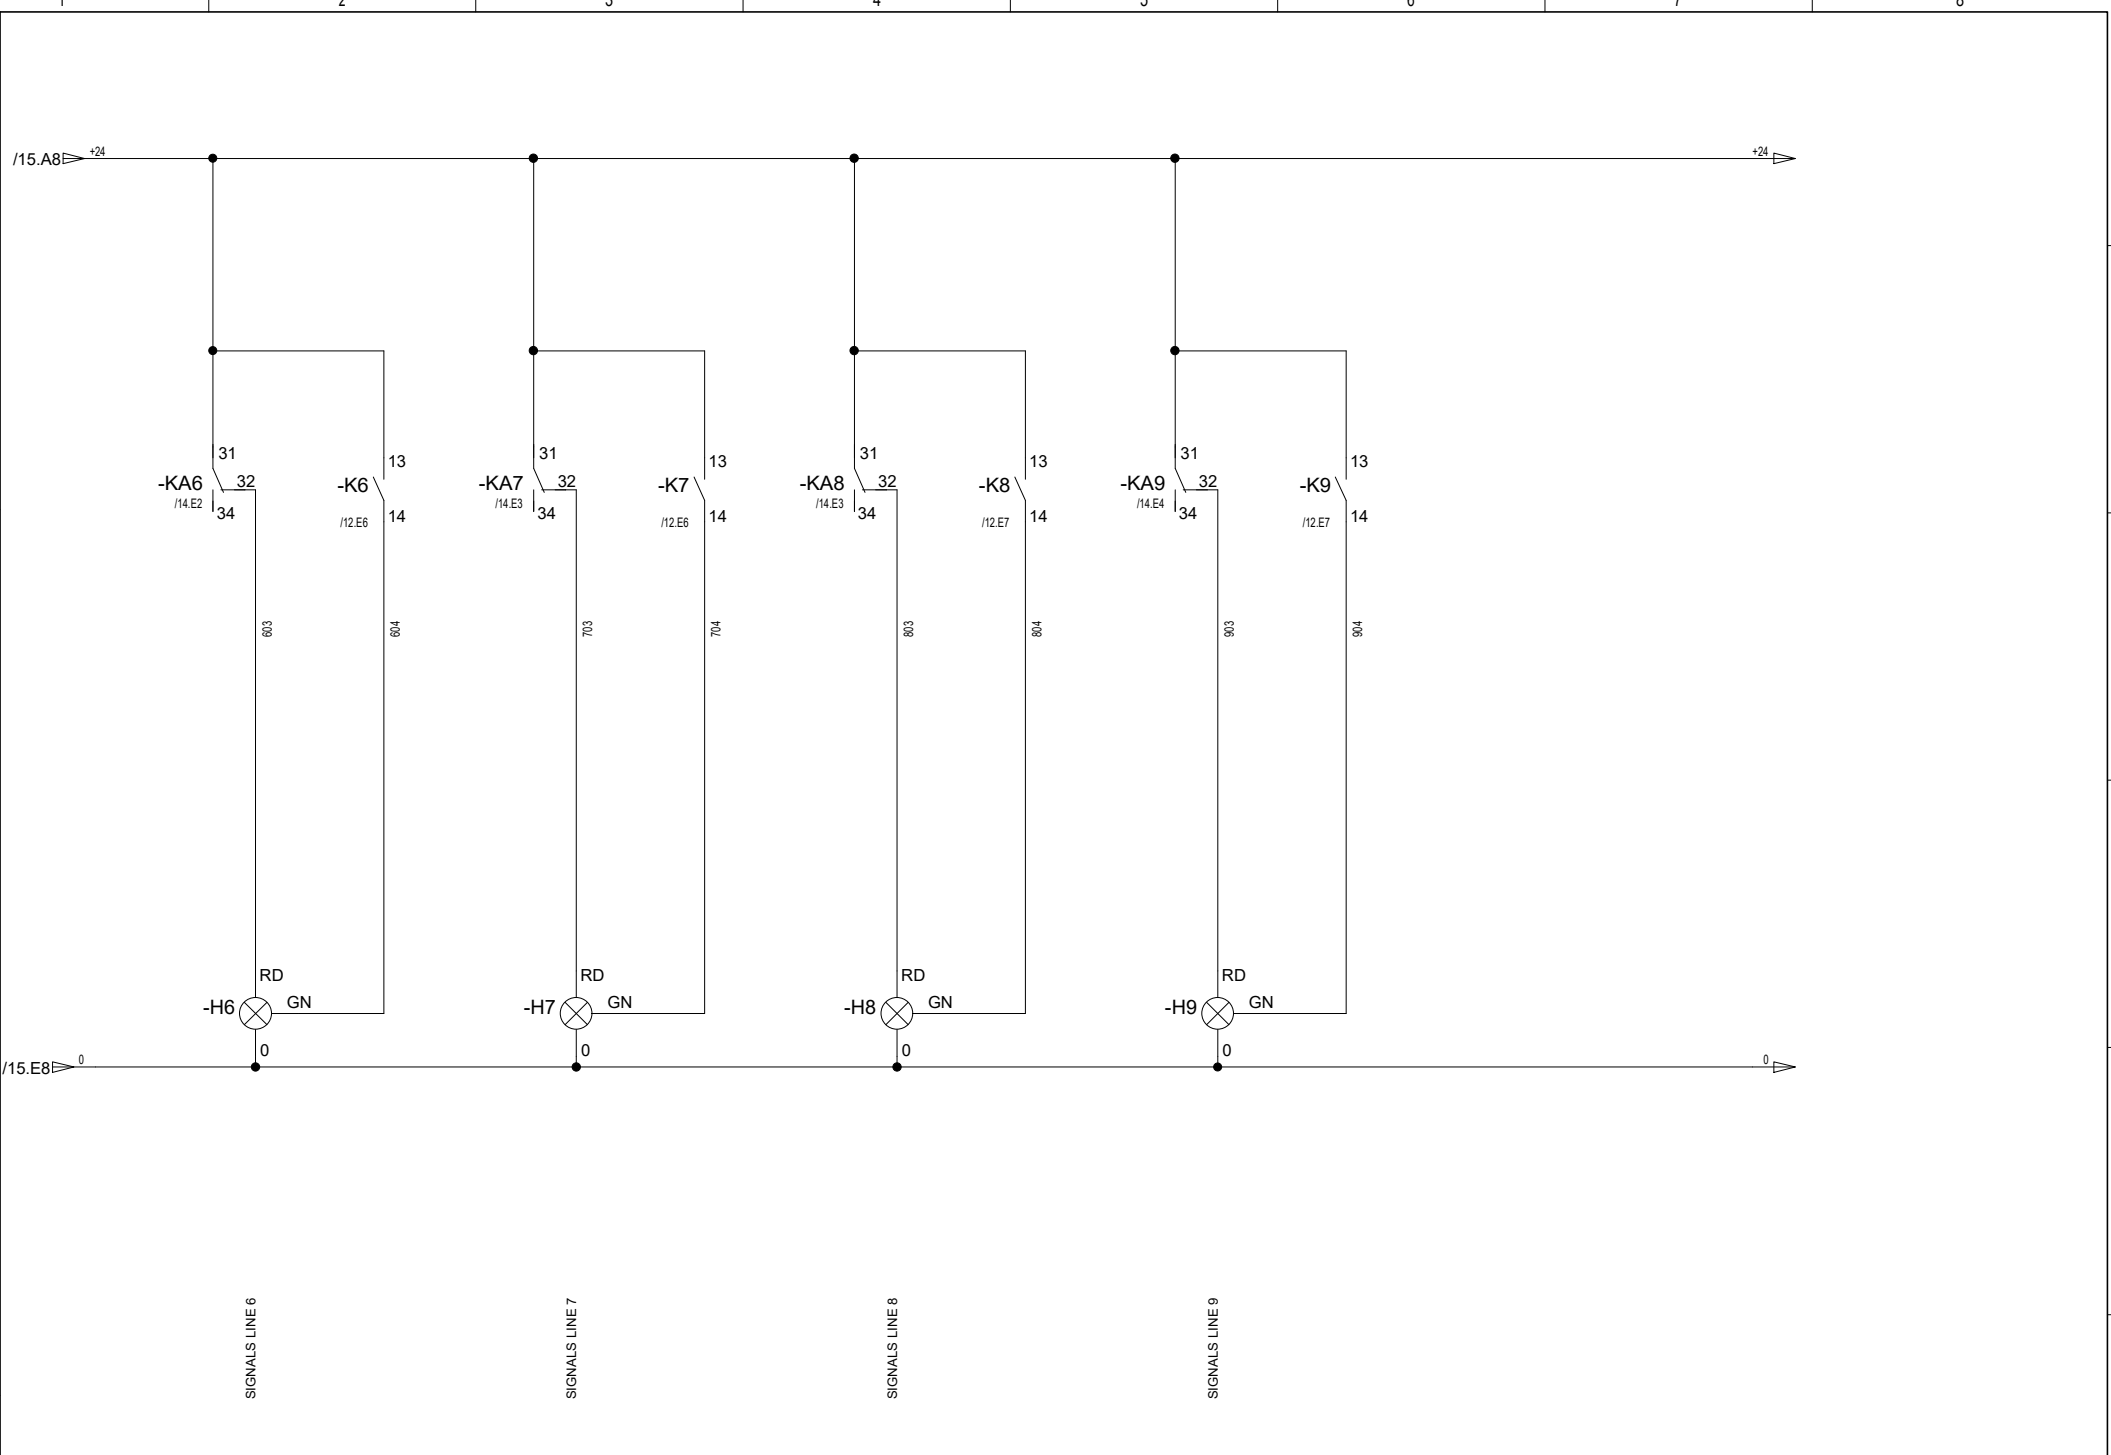 1 2 3 4 5 6 7 8
/15.A8 +24 +24
31 31 31 31
13 13 13 13
-KA6 32 -K6 -KA7 32 -K7 -KA8 32 -K8 -KA9 32 -K9
/14.E2 /14.E3 /14.E3 /14.E4
34 14 34 14 34 14 34 14
/12.E6 /12.E6 /12.E7 /12.E7
603 604 703 704 803 804 903 904
RD RD RD RD
-H6 GN -H7 GN -H8 GN -H9 GN
0 0 0 0
/15.E8 0 0
SIGNALS LINE 6
SIGNALS LINE 7
SIGNALS LINE 8
SIGNALS LINE 9